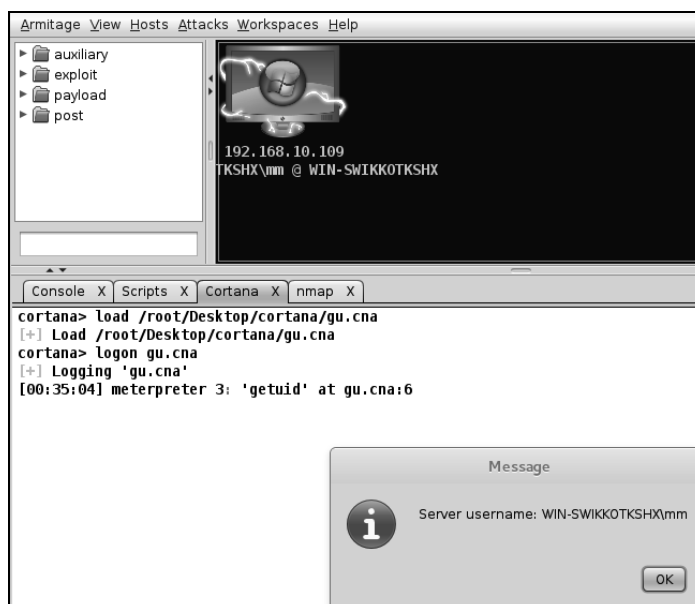 Armitage View Hosts Attacks Workspaces Help
auxiliary
exploit
payload
post
192.168.10.109
TKSHX\mm @ WIN-SWIKKOTKSHX
Console X Scripts X Cortana X nmap X
cortana> load /root/Desktop/cortana/gu.cna
[+] Load /root/Desktop/cortana/gu.cna
cortana> logon gu.cna
[+] Logging 'gu.cna'
[00:35:04] meterpreter 3: 'getuid' at gu.cna:6
Message
Server username: WIN-SWIKKOTKSHX\mm
OK